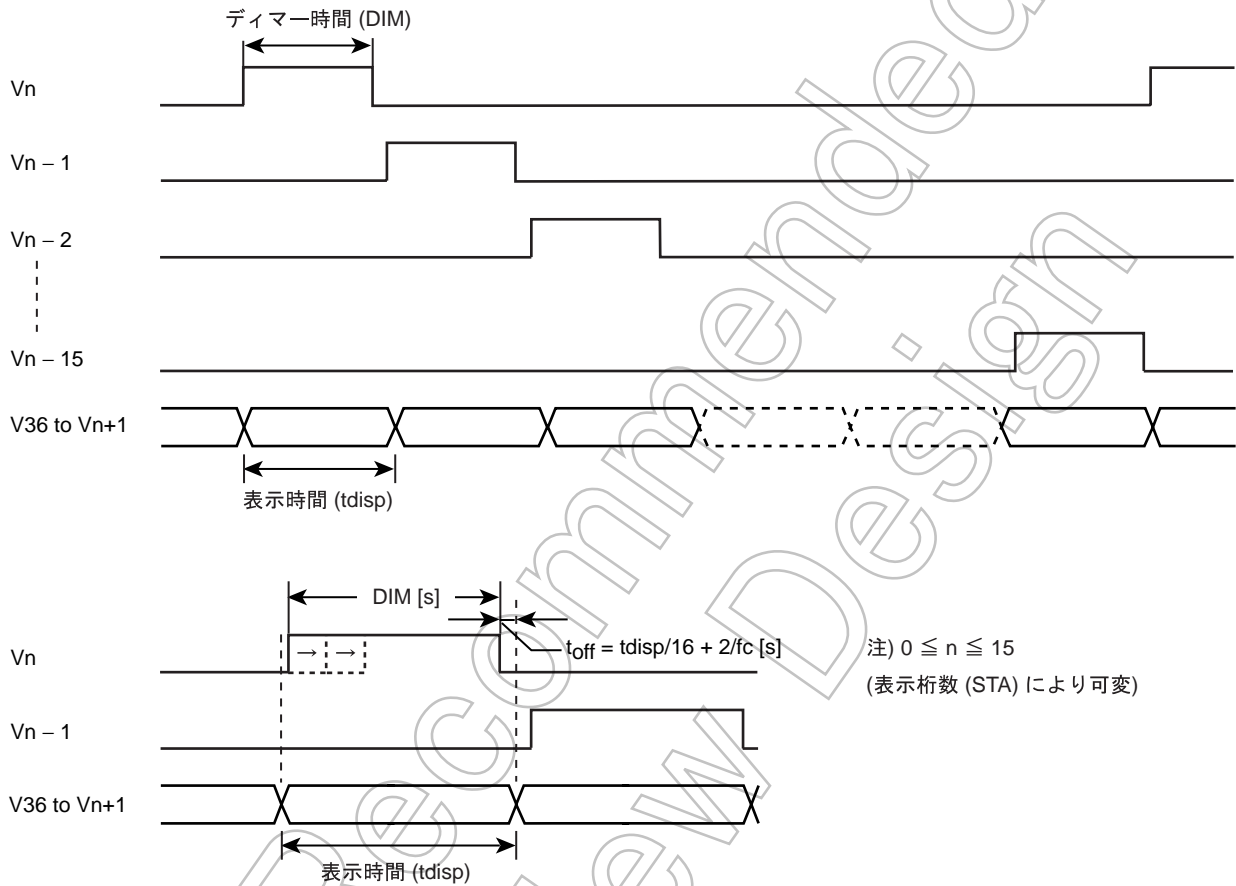 ディマー時間 (DIM)
Vn
Vn − 1
Vn − 2
Vn − 15
V36 to Vn+1
表示時間 (tdisp)
DIM [s]
Vn
→ →
toff = tdisp/16 + 2/fc [s]
注) 0 ≦ n ≦ 15
(表示桁数 (STA) により可変)
Vn − 1
V36 to Vn+1
表示時間 (tdisp)